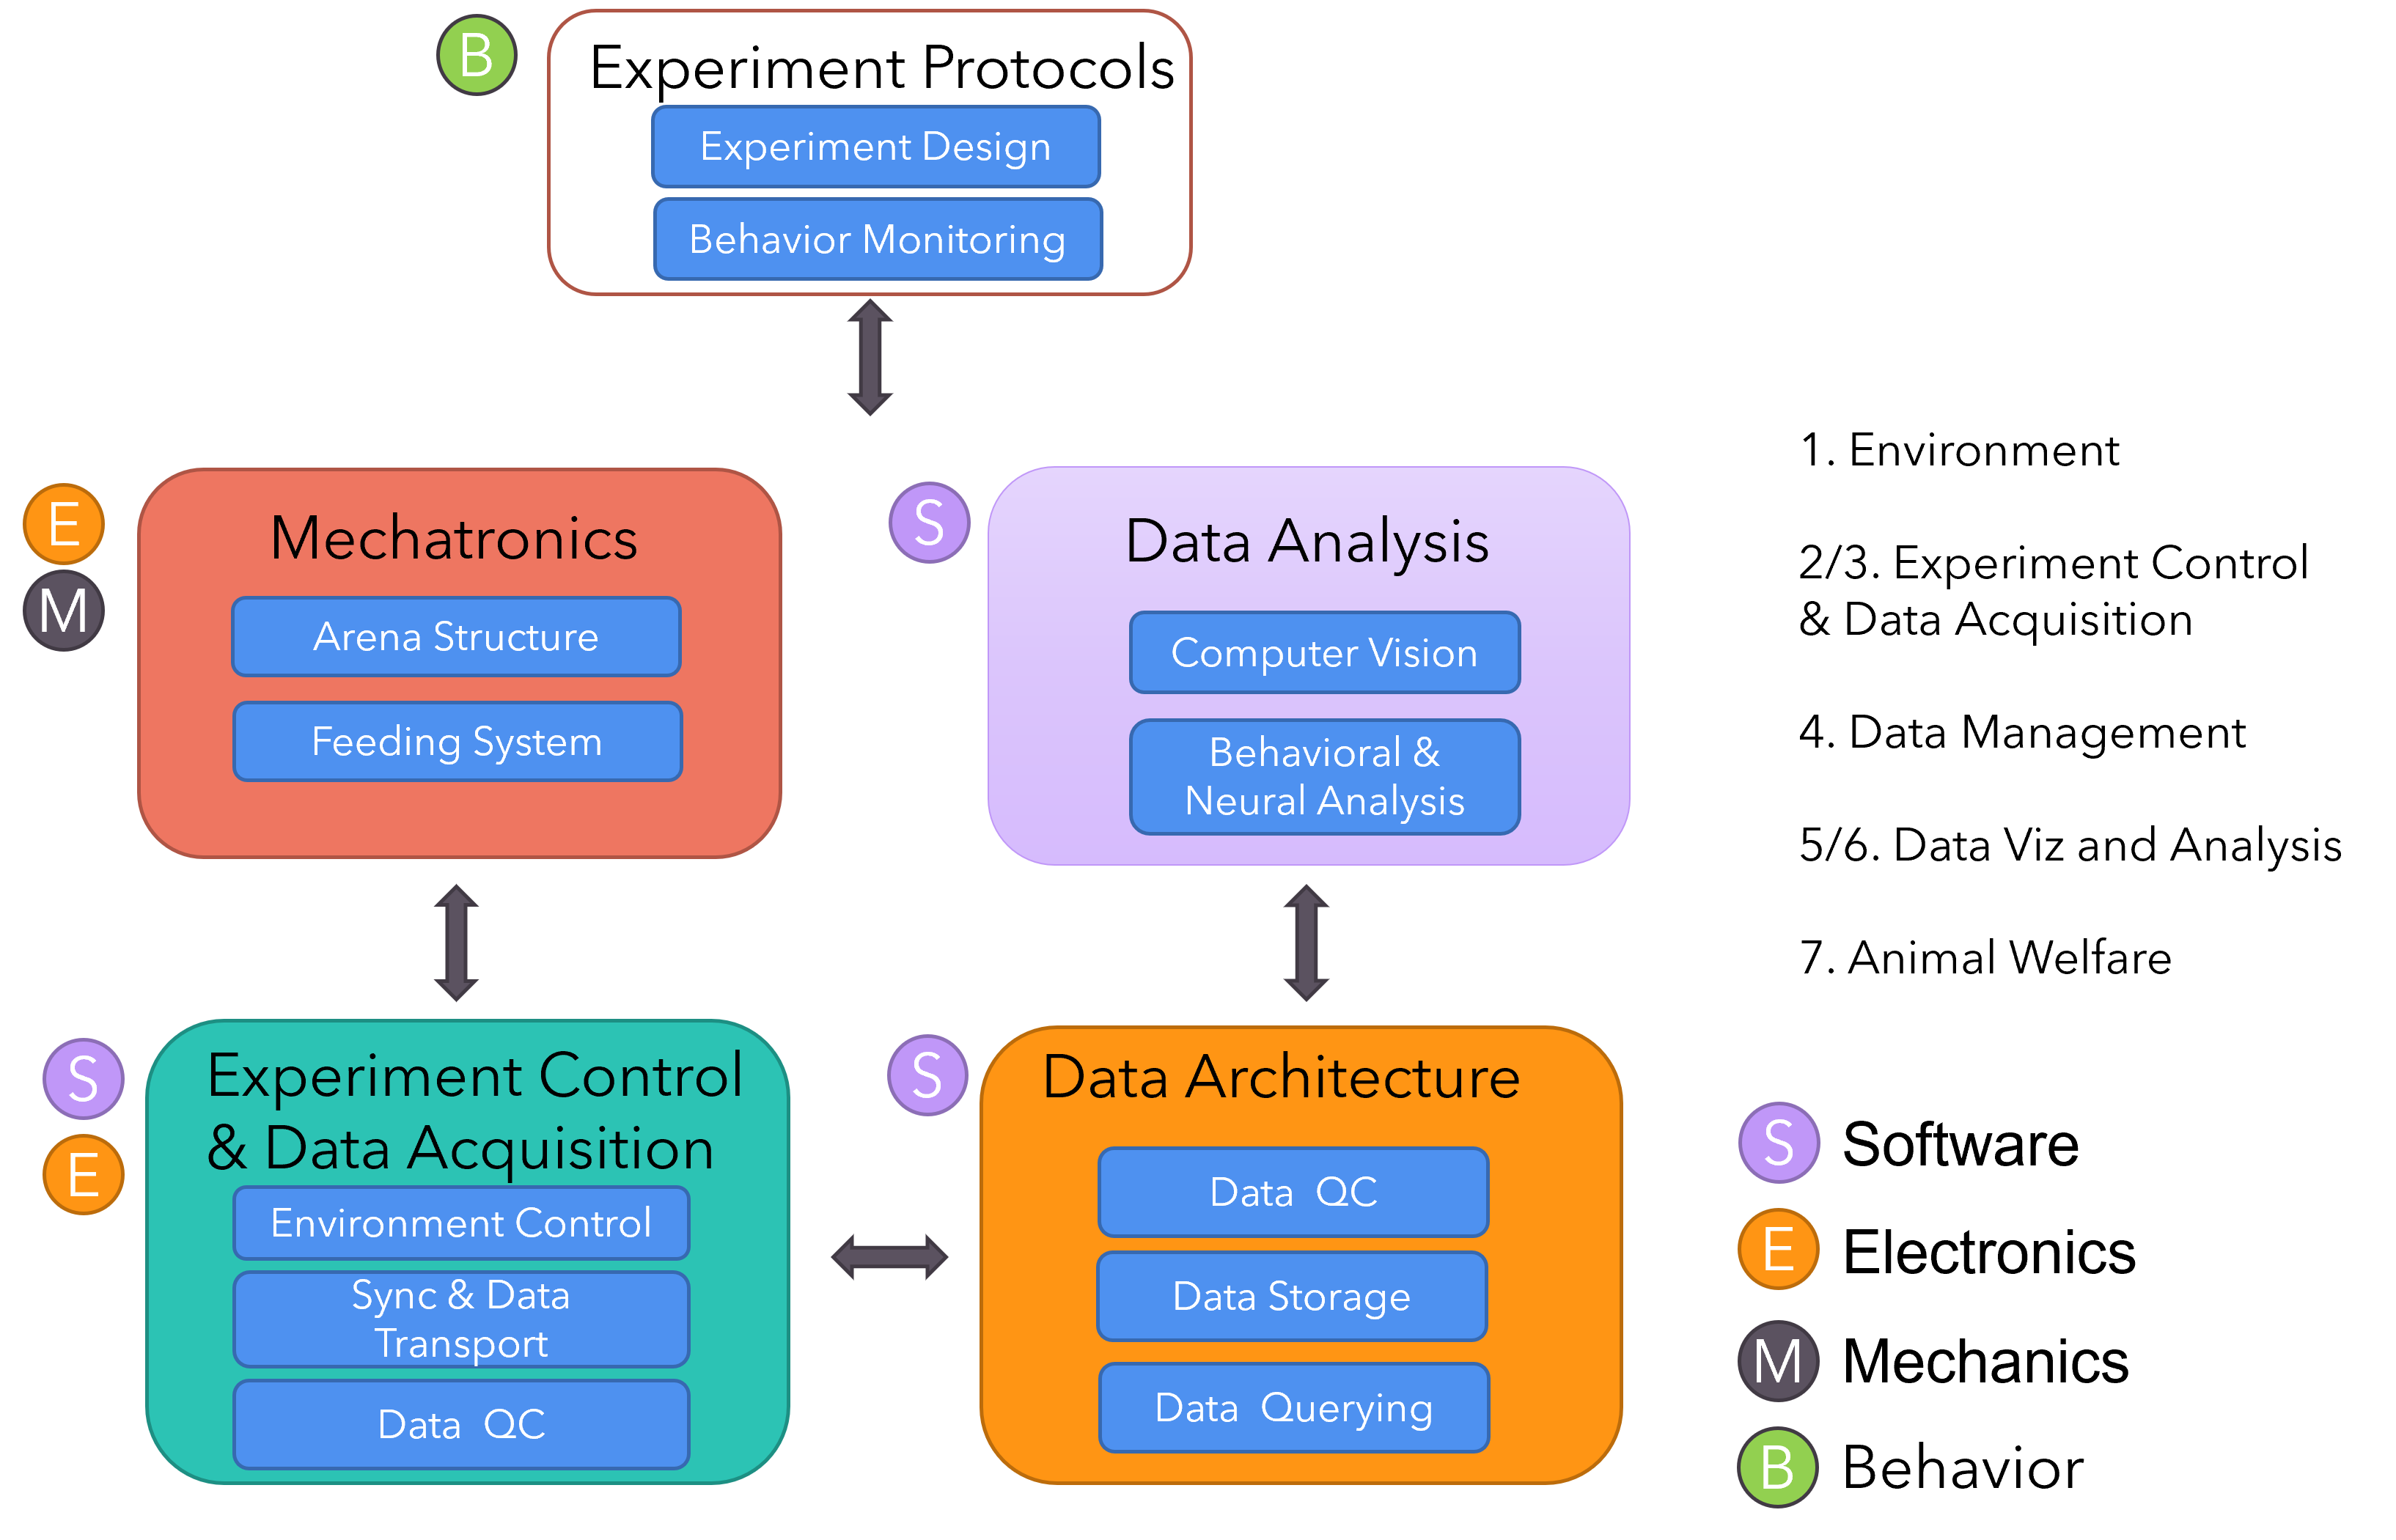 B
Experiment Protocols
Experiment Design
Behavior Monitoring
E
M
Mechatronics
Arena Structure
Feeding System
S
Data Analysis
Computer Vision
Behavioral &
Neural Analysis
S
E
Experiment Control
& Data Acquisition
Environment Control
Sync & Data
Transport
Data QC
S
Data Architecture
Data QC
Data Storage
Data Querying
1. Environment
2/3. Experiment Control
& Data Acquisition
4. Data Management
5/6. Data Viz and Analysis
7. Animal Welfare
S Software
E Electronics
M Mechanics
B Behavior